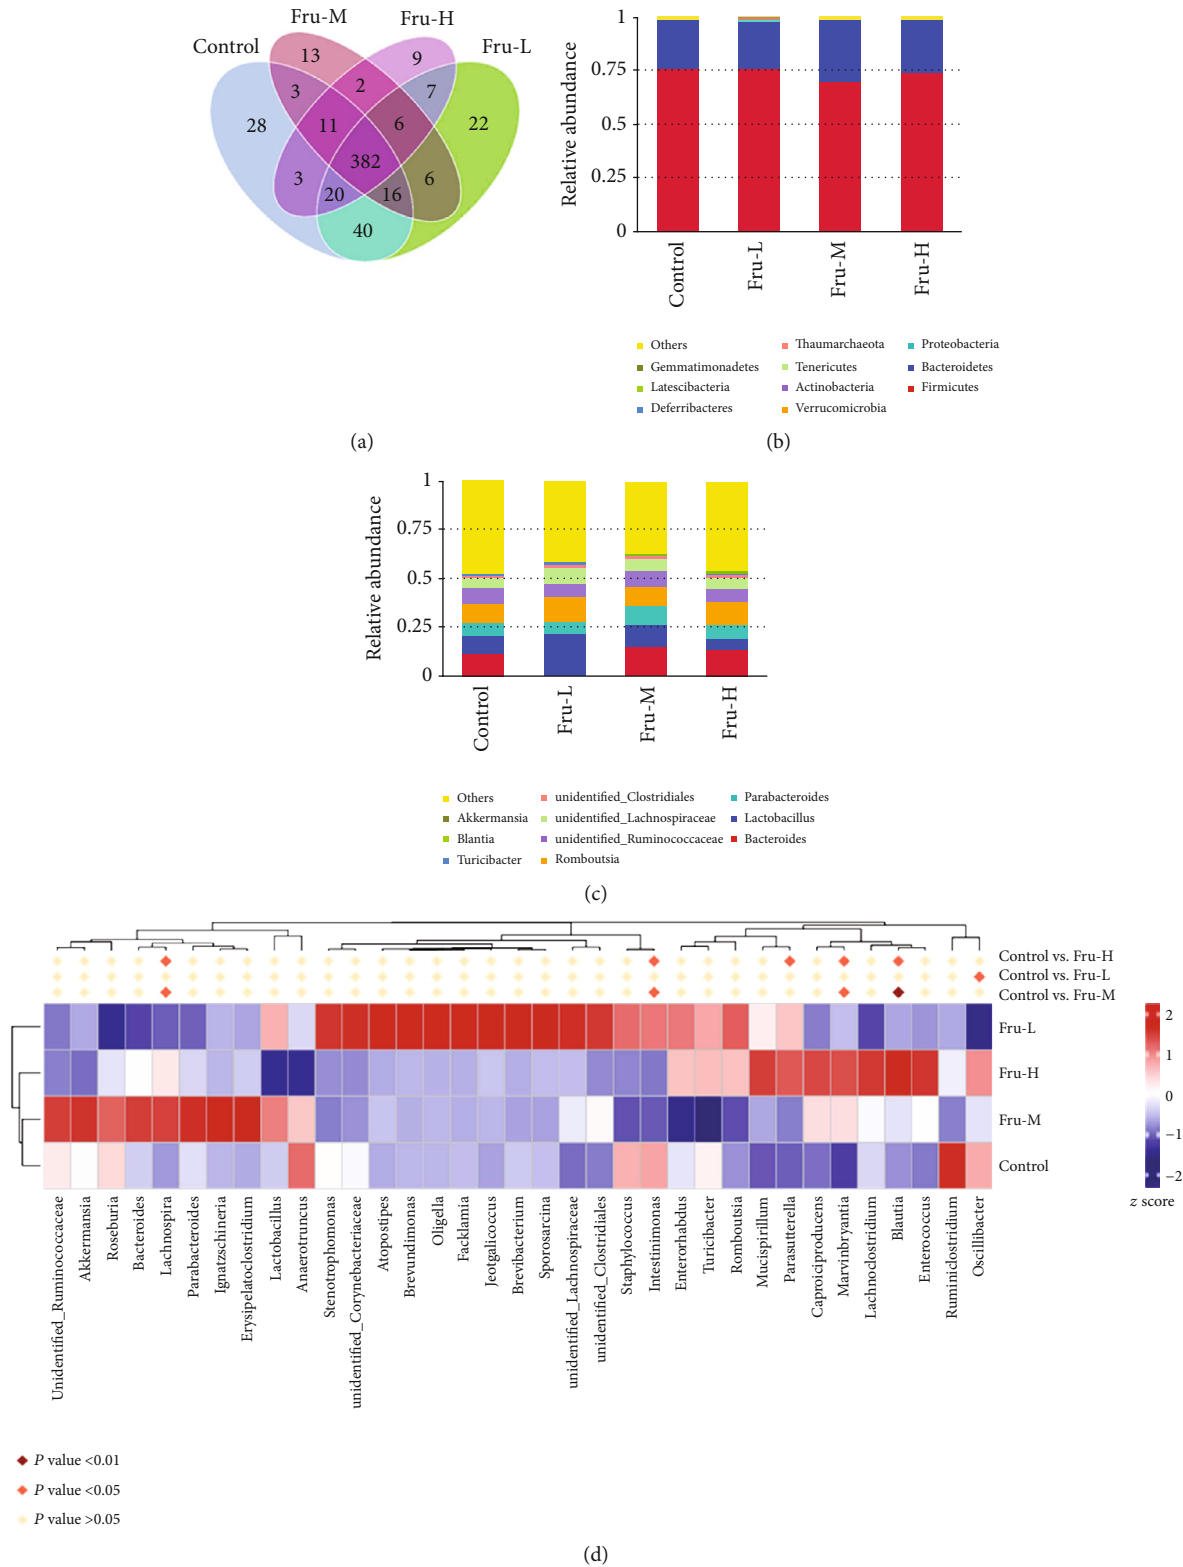 Fru-M
Fru-H
Control
Fru-L
13
9
3
2
7
28
11
6
22
382
3
20
16
6
40
(a)
1
0.75
0.5
0.25
0
Relative abundance
Control
Fru-L
Fru-M
Fru-H
Others
Gemmatimonadetes
Latescibacteria
Deferribacteres
Thaumarchaeota
Tenericutes
Actinobacteria
Verrucomicrobia
Proteobacteria
Bacteroidetes
Firmicutes
(b)
1
0.75
0.5
0.25
0
Relative abundance
Control
Fru-L
Fru-M
Fru-H
Others
Akkermansia
Blantia
Turicibacter
unidentified_Clostridiales
unidentified_Lachnospiraceae
unidentified_Ruminococcaceae
Romboutsia
Parabacteroides
Lactobacillus
Bacteroides
(c)
Control vs. Fru-H
Control vs. Fru-L
Control vs. Fru-M
Fru-L
Fru-H
Fru-M
Control
2
1
0
−1
−2
z score
Unidentified_Ruminococcaceae
Akkermansia
Roseburia
Bacteroides
Lachnospira
Parabacteroides
Ignatzschineria
Erysipelatoclostridium
Lactobacillus
Anaerotruncus
Stenotrophomonas
unidentified_Corynebacteriaceae
Atopostipes
Brevundimonas
Oligella
Facklamia
Jeotgalicoccus
Brevibacterium
Sporosarcina
unidentified_Lachnospiraceae
unidentified_Clostridiales
Staphylococcus
Intestinimonas
Enterorhabdus
Turicibacter
Romboutsia
Mucispirillum
Parasutterella
Caproiciproducens
Marvinbryantia
Lachnoclostridium
Blautia
Enterococcus
Ruminiclostridium
Oscillibacter
P value <0.01
P value <0.05
P value >0.05
(d)